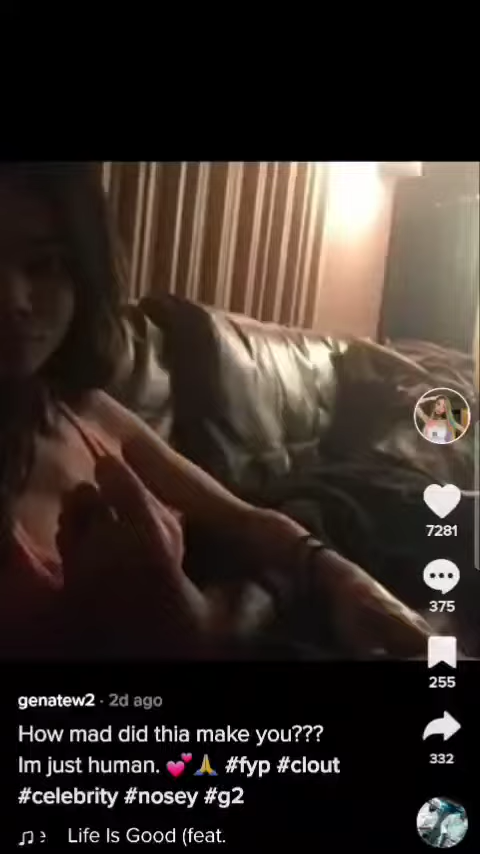 7281
375
255
332
genatew2 · 2d ago
How mad did thia make you???
Im just human. 💕🙏 #fyp #clout
#celebrity #nosey #g2
Life Is Good (feat.